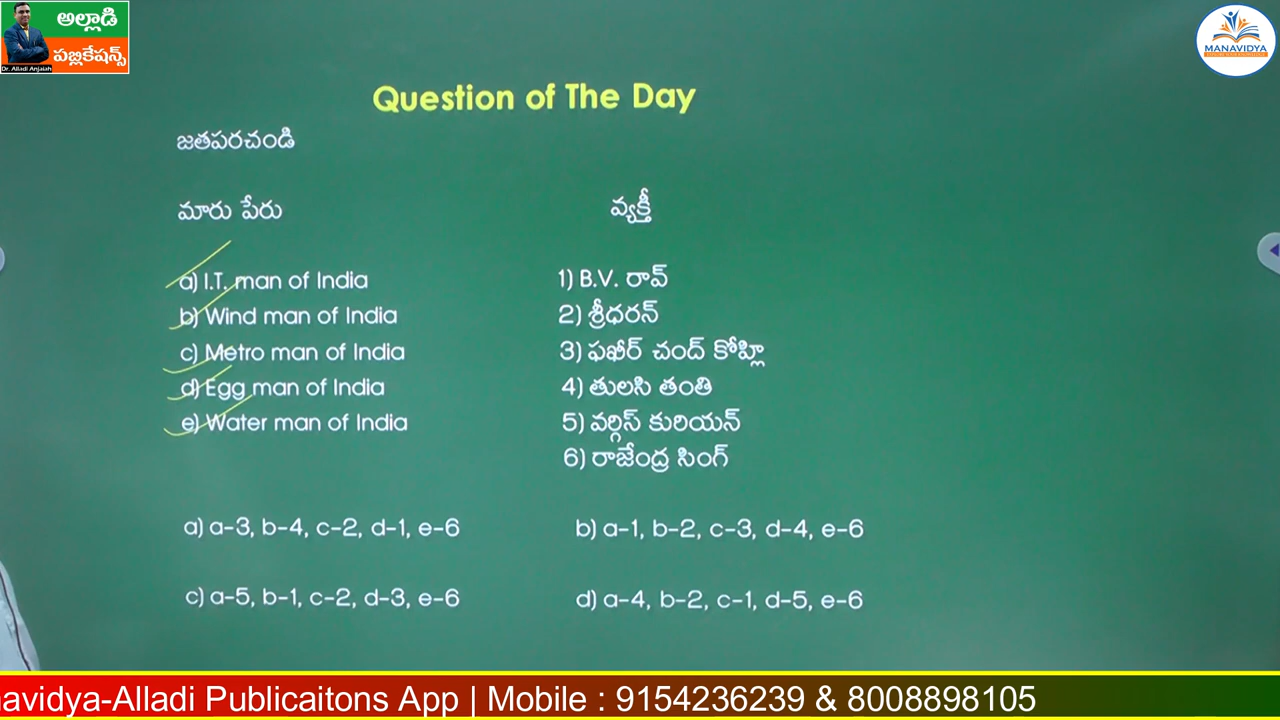 అల్లాడి
పబ్లికేషన్స్
Dr. Alladi Anjaiah
MANAVIDYA
Question of The Day
జతపరచండి
మారు పేరు
వ్యక్తీ
a) I.T. man of India
1) B.V. రావ్
b) Wind man of India
2) శ్రీధరన్
c) Metro man of India
3) ఫఖీర్ చంద్ కోహ్లి
d) Egg man of India
4) తులసి తంతి
e) Water man of India
5) వర్గిస్ కురియన్
6) రాజేంద్ర సింగ్
a) a-3, b-4, c-2, d-1, e-6
b) a-1, b-2, c-3, d-4, e-6
c) a-5, b-1, c-2, d-3, e-6
d) a-4, b-2, c-1, d-5, e-6
navidya-Alladi Publicaitons App | Mobile : 9154236239 & 8008898105